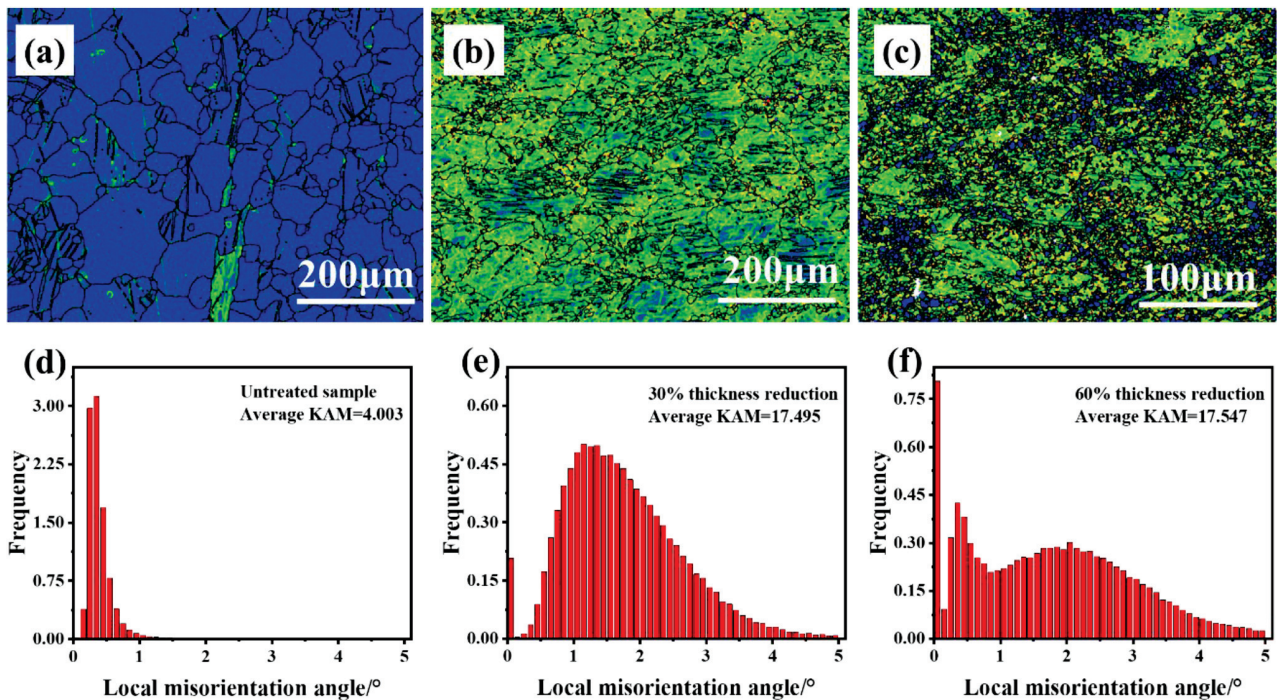 (a)
200μm
(b)
200μm
(c)
100μm
(d)
Untreated sample
Average KAM=4.003
Frequency
3.00
2.25
1.50
0.75
0.00
0 1 2 3 4 5
Local misorientation angle/°
(e)
30% thickness reduction
Average KAM=17.495
Frequency
0.60
0.45
0.30
0.15
0.00
0 1 2 3 4 5
Local misorientation angle/°
(f)
60% thickness reduction
Average KAM=17.547
Frequency
0.75
0.60
0.45
0.30
0.15
0.00
0 1 2 3 4 5
Local misorientation angle/°